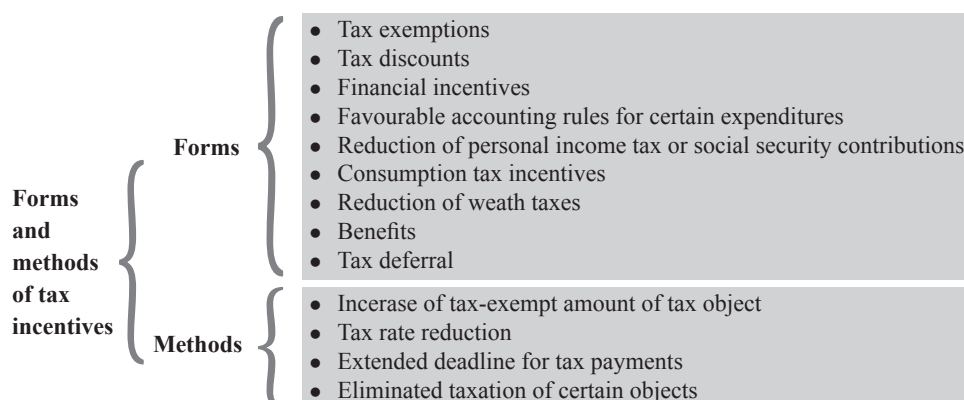 Forms
and
methods
of tax
incentives
Forms
• Tax exemptions
• Tax discounts
• Financial incentives
• Favourable accounting rules for certain expenditures
• Reduction of personal income tax or social security contributions
• Consumption tax incentives
• Reduction of weath taxes
• Benefits
• Tax deferral
Methods
• Incerase of tax-exempt amount of tax object
• Tax rate reduction
• Extended deadline for tax payments
• Eliminated taxation of certain objects